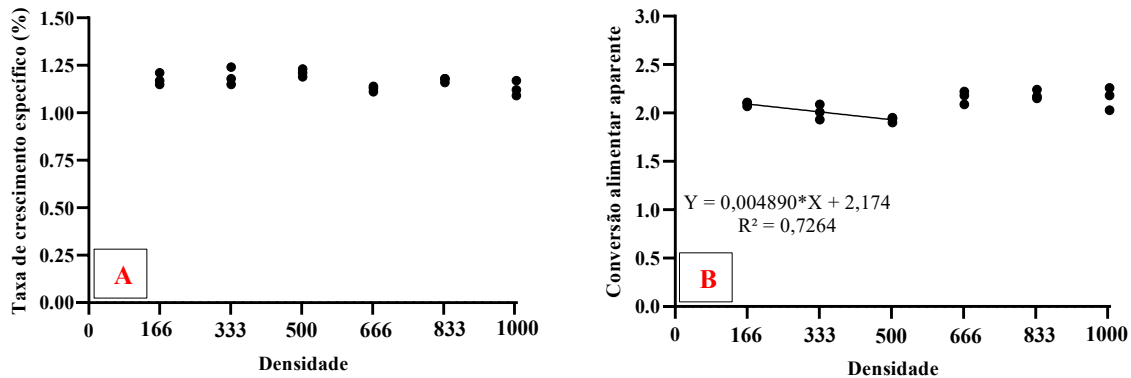 Taxa de crescimento específico (%)
1.50
1.25
1.00
0.75
0.50
0.25
0.00
A
0 166 333 500 666 833 1000
Densidade
Conversão alimentar aparente
3.0
2.5
2.0
1.5
1.0
0.5
0.0
Y = 0,004890*X + 2,174
R² = 0,7264
B
0 166 333 500 666 833 1000
Densidade